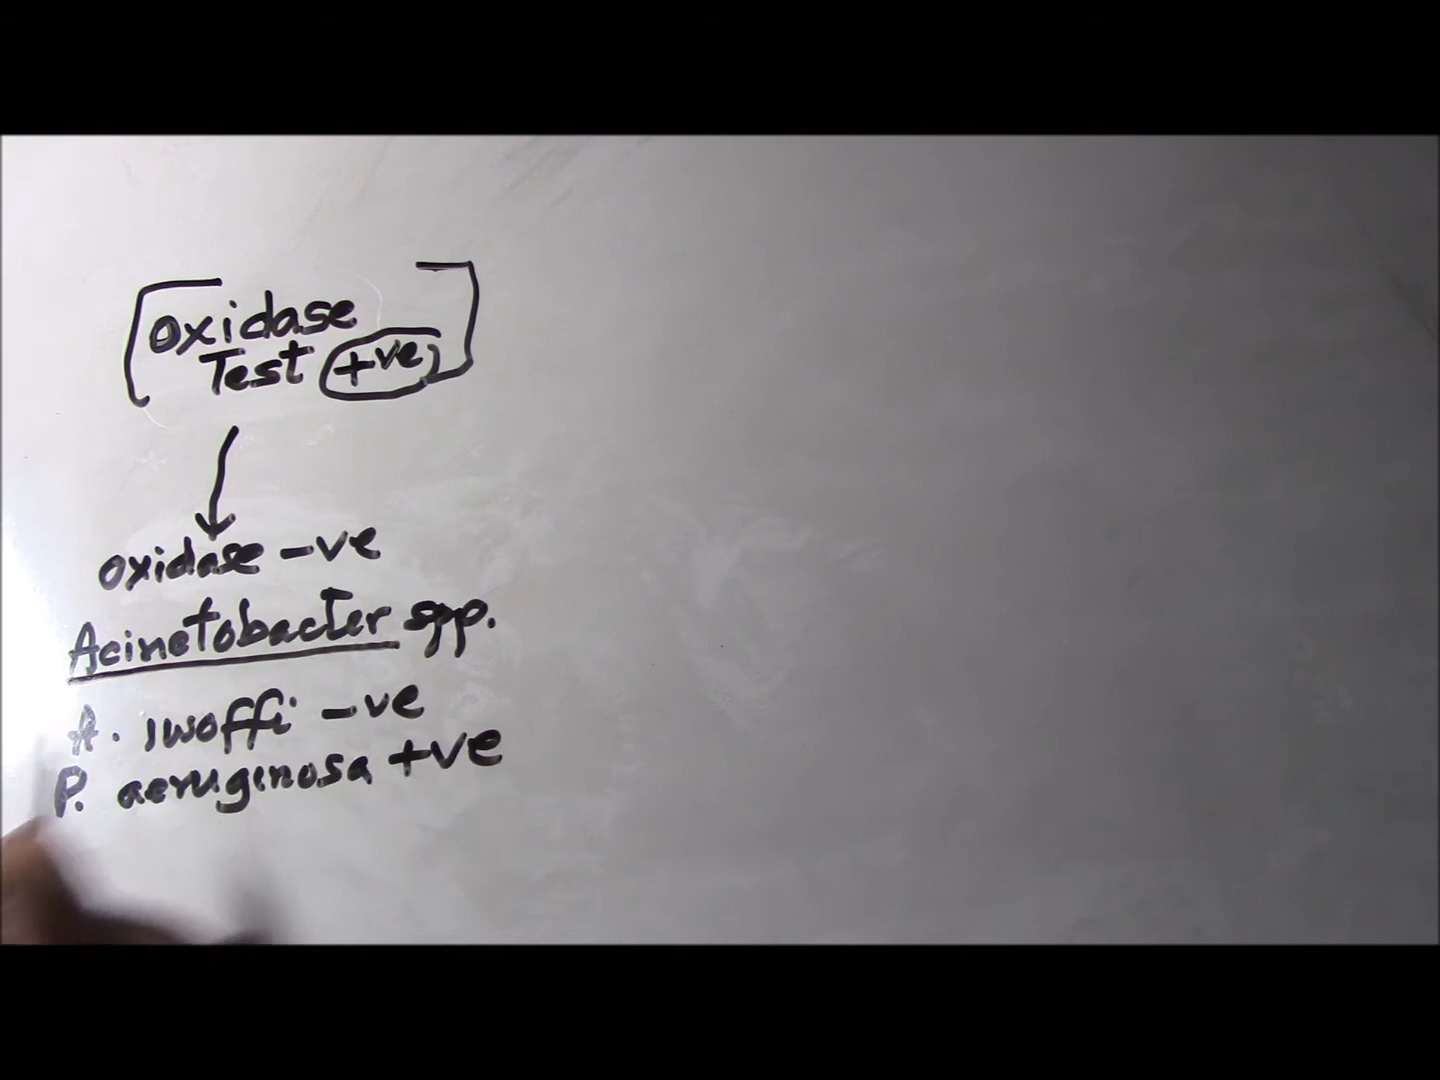 oxidase
Test +ve
oxidase -ve
Acinetobacter spp.
A. lwoffi -ve
P. aeruginosa +ve